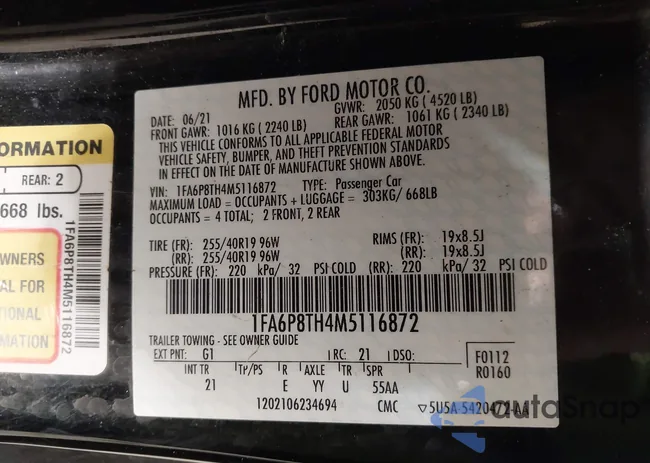 MFD. BY FORD MOTOR CO.
DATE: 06/21 GVWR: 2050 KG ( 4520 LB)
FRONT GAWR: 1016 KG ( 2240 LB) REAR GAWR: 1061 KG ( 2340 LB)
THIS VEHICLE CONFORMS TO ALL APPLICABLE FEDERAL MOTOR
VEHICLE SAFETY, BUMPER, AND THEFT PREVENTION STANDARDS
IN EFFECT ON THE DATE OF MANUFACTURE SHOWN ABOVE.
VIN: 1FA6P8TH4M5116872 TYPE: Passenger Car
MAXIMUM LOAD = OCCUPANTS + LUGGAGE = 303KG/ 668LB
OCCUPANTS = 4 TOTAL; 2 FRONT, 2 REAR
TIRE (FR): 255/40R19 96W RIMS (FR): 19x8.5J
(RR): 255/40R19 96W (RR): 19x8.5J
PRESSURE (FR): 220 kPa/ 32 PSI COLD (RR): 220 kPa/ 32 PSI COLD
1FA6P8TH4M5116872
TRAILER TOWING - SEE OWNER GUIDE
EXT PNT: G1 RC: 21 DSO: F0112
INT TR TP/PS R AXLE TR SPR R0160
21 E YY U 55AA
1202106234694 CMC 5U5A 5420472-AA
ORMATION
REAR: 2
668 lbs.
OWNERS
AL FOR
TIONAL
1FA6P8TH4M5116872
autoSnap